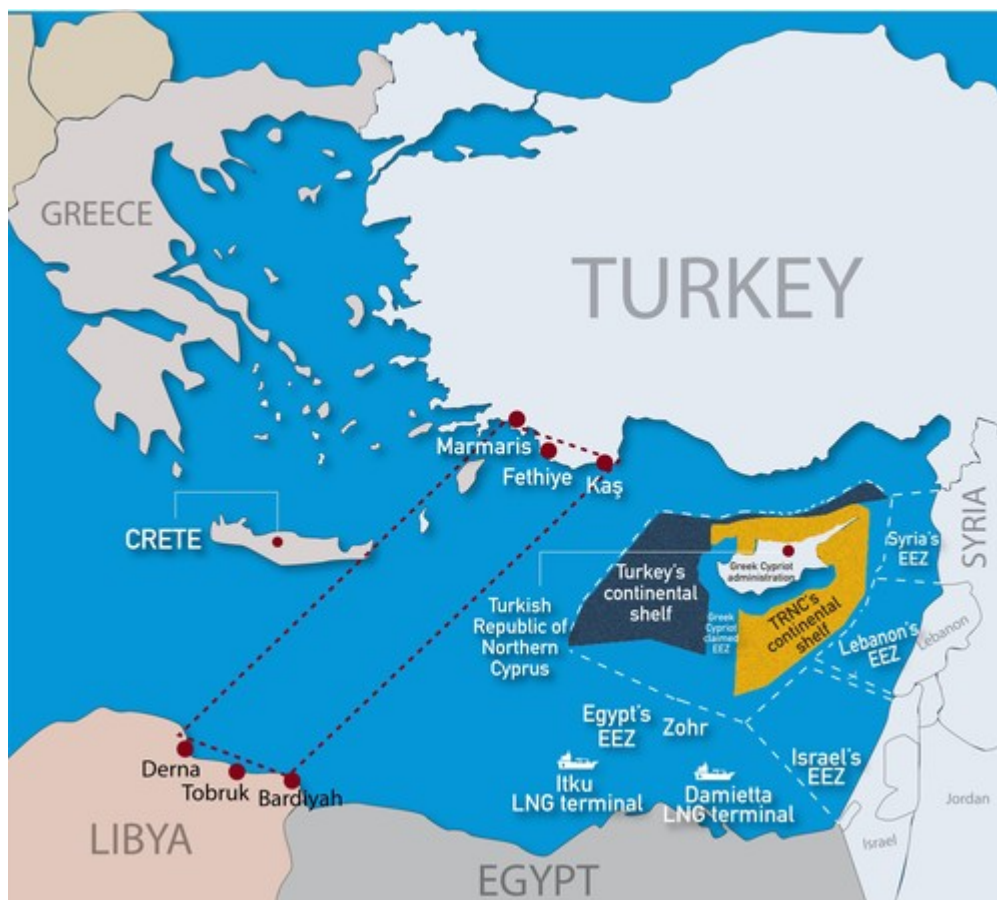 GREECE
TURKEY
Marmaris
Fethiye
Kaş
CRETE
SYRIA
Syria's
EEZ
Greek Cypriot
administration
Turkey's
continental
shelf
TRNC's
continental
shelf
Greek
Cypriot
claimed
EEZ
Turkish
Republic of
Northern
Cyprus
Lebanon's
EEZ
Lebanon
Egypt's
EEZ
Zohr
Israel's
EEZ
Derna
Tobruk
Bardiyah
Itku
LNG terminal
Damietta
LNG terminal
Jordan
Israel
LIBYA
EGYPT